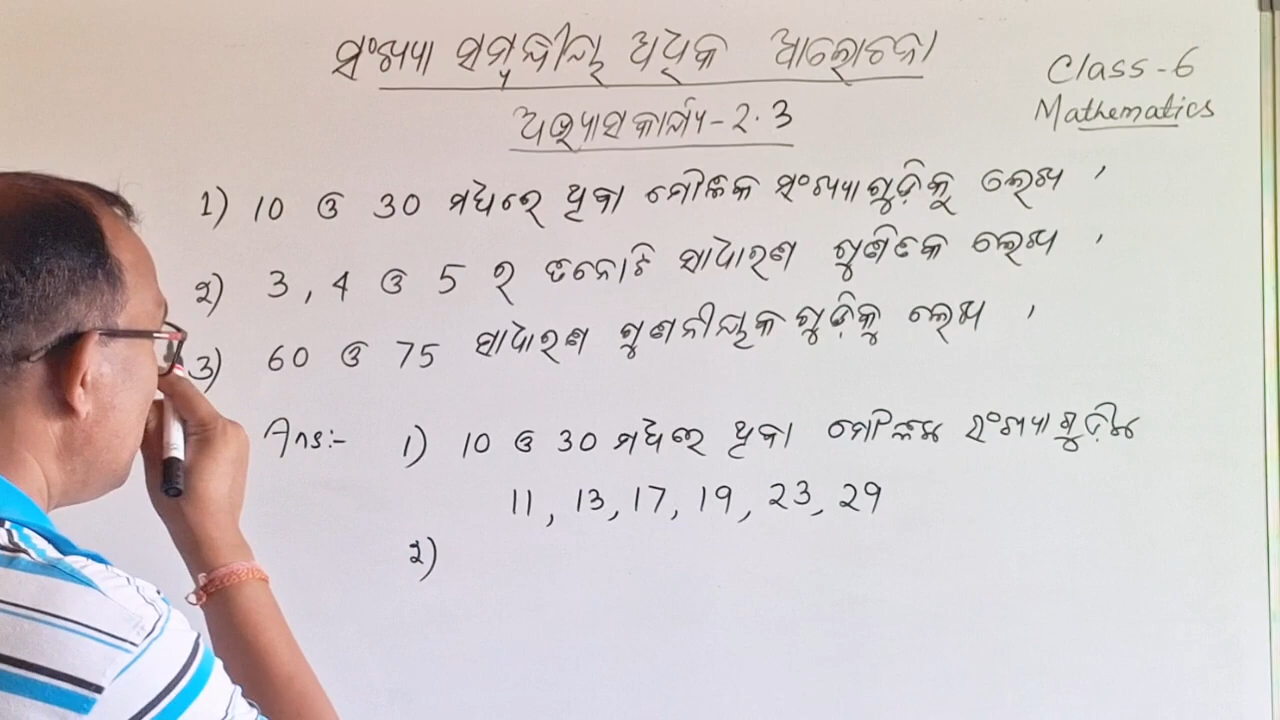 ସଂଖ୍ୟା ସମ୍ବନ୍ଧୀୟ ଅଧିକ ଆଲୋଚନା
Class-6
Mathematics
ଅଭ୍ୟାସ କାର୍ଯ୍ୟ - 2.3
1) 10 ଓ 30 ମଧ୍ୟରେ ଥିବା ମୌଳିକ ସଂଖ୍ୟା ଗୁଡ଼ିକୁ ଲେଖ ।
2) 3, 4 ଓ 5 ର ତିନୋଟି ସାଧାରଣ ଗୁଣିତକ ଲେଖ ।
3) 60 ଓ 75 ସାଧାରଣ ଗୁଣନୀୟକ ଗୁଡ଼ିକୁ ଲେଖ ।
Ans:- 1) 10 ଓ 30 ମଧ୍ୟରେ ଥିବା ମୌଳିକ ସଂଖ୍ୟା ଗୁଡ଼ିକ
11, 13, 17, 19, 23, 29
2)